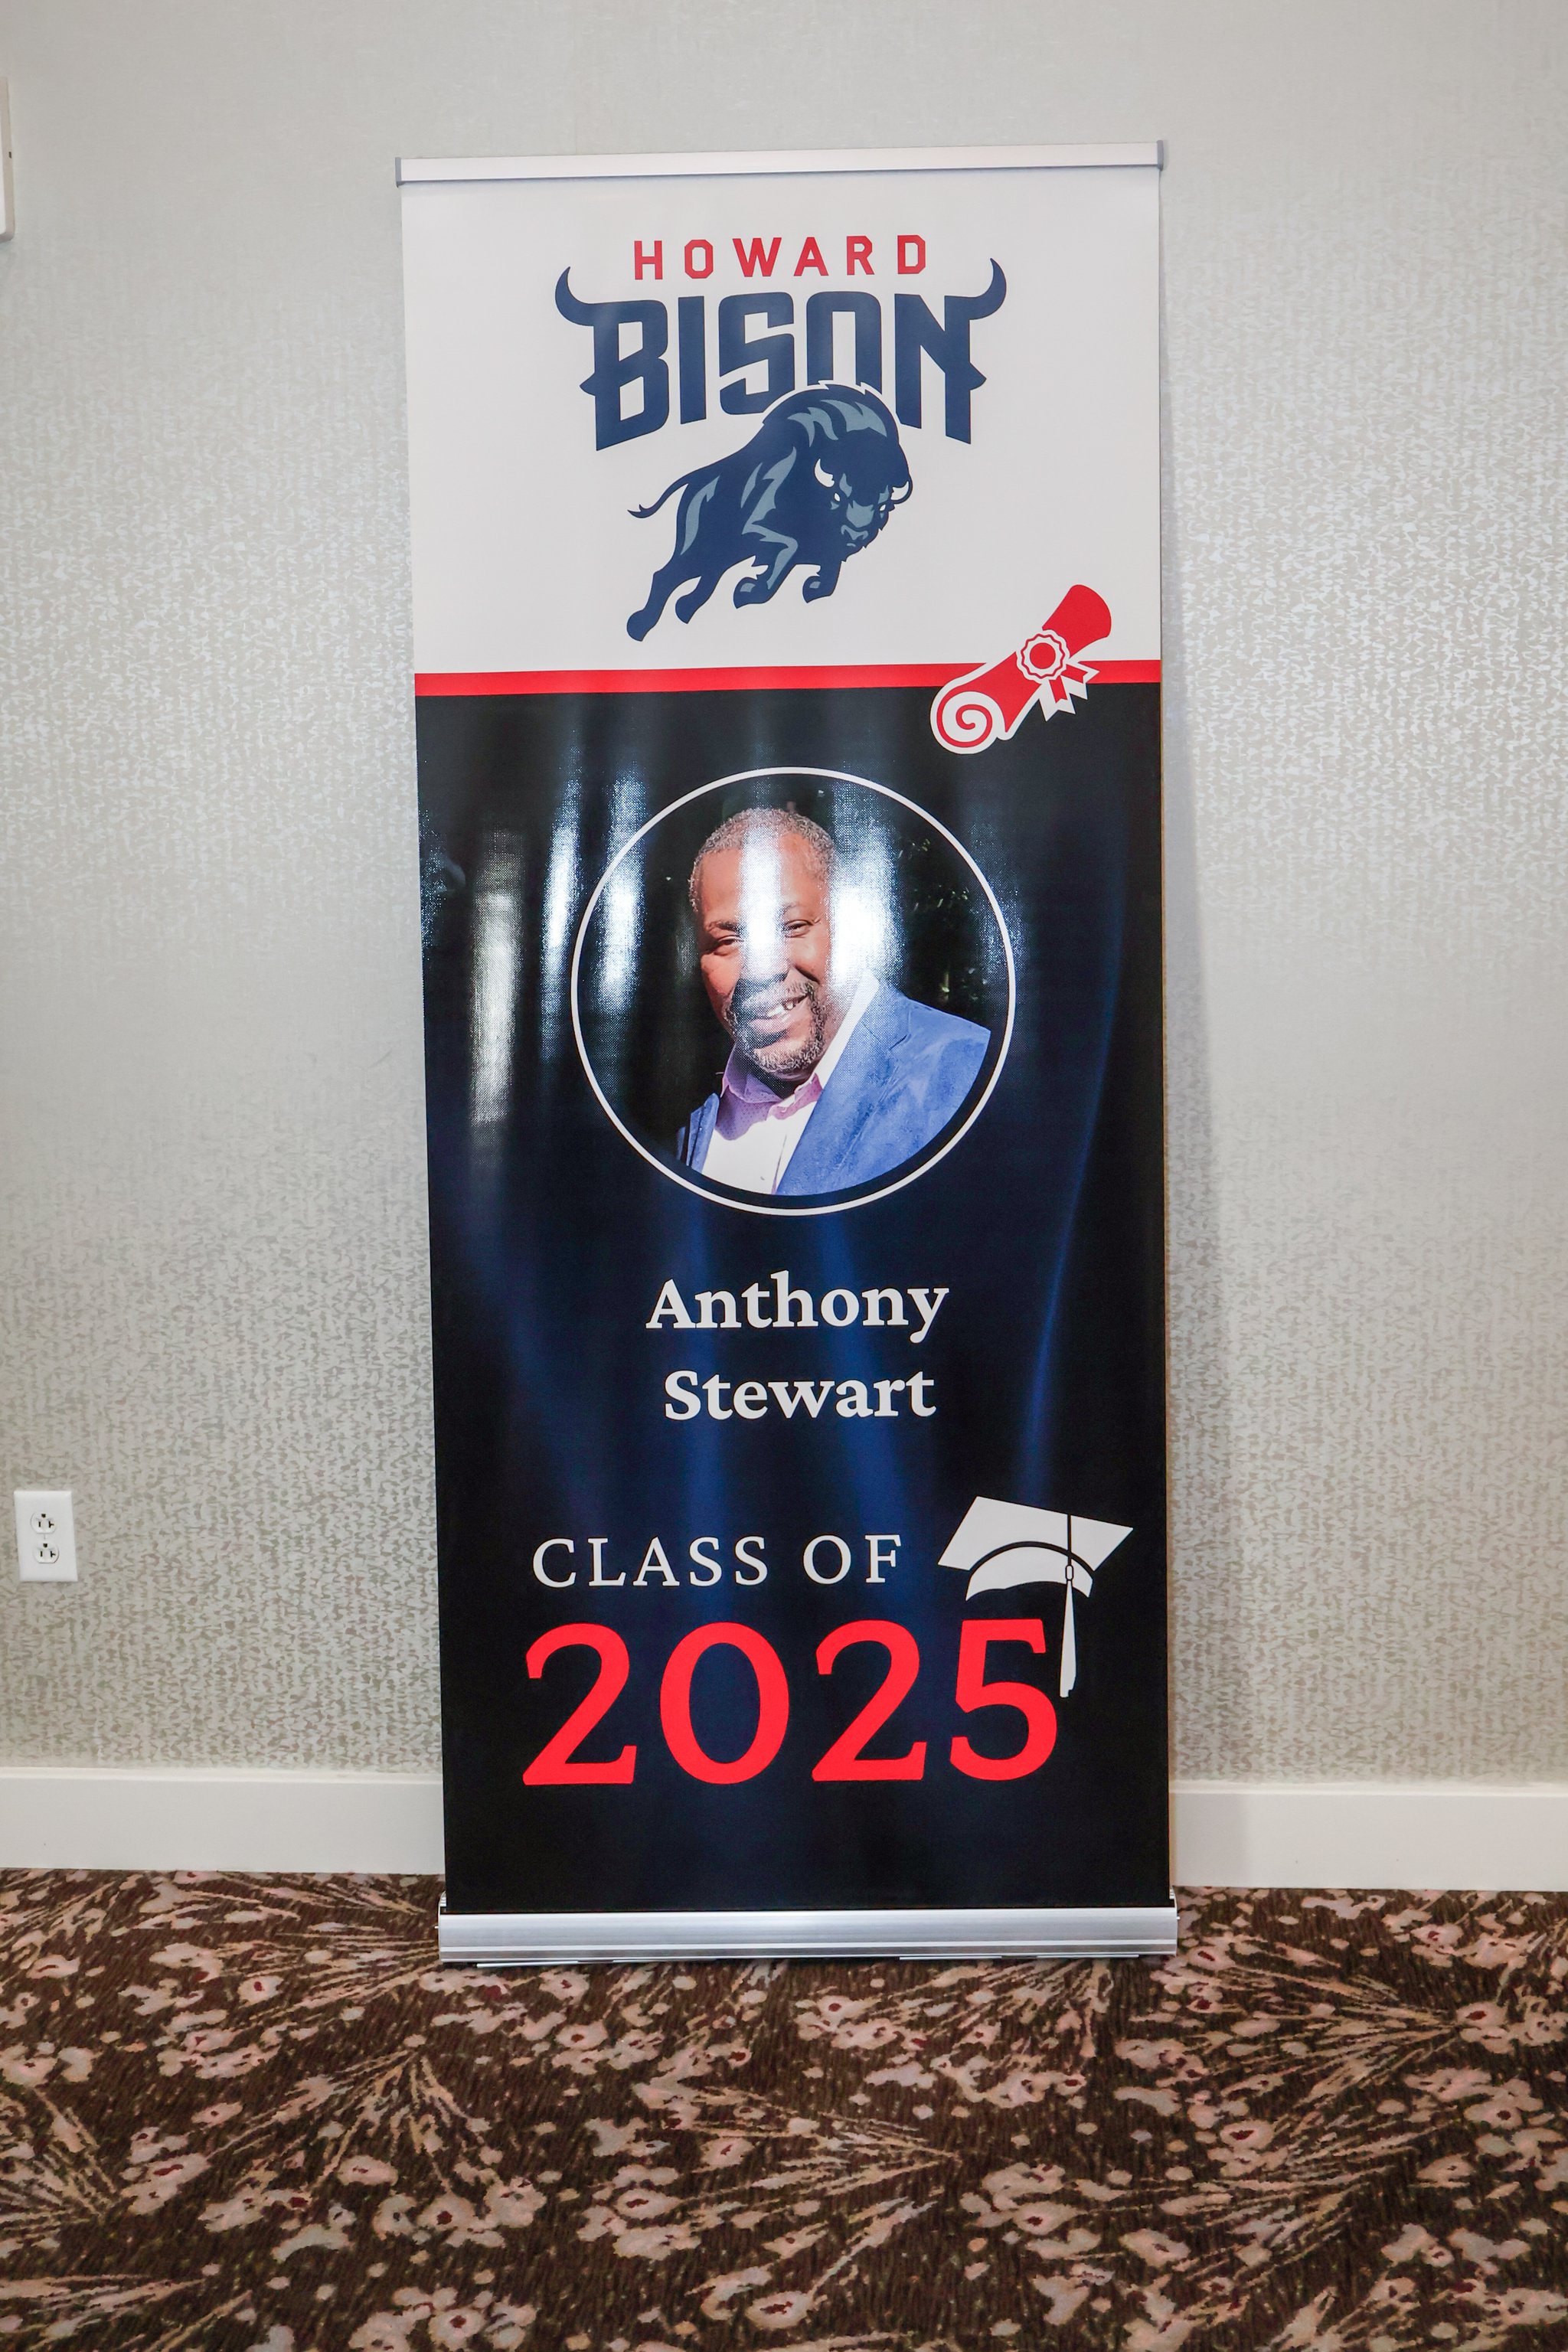 HOWARD
BISON
Anthony
Stewart
CLASS OF
2025